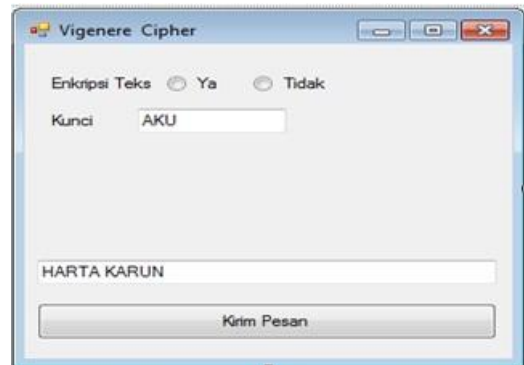 Vigenere Cipher
Enkripsi Teks Ya Tidak
Kunci AKU
HARTA KARUN
Kirim Pesan